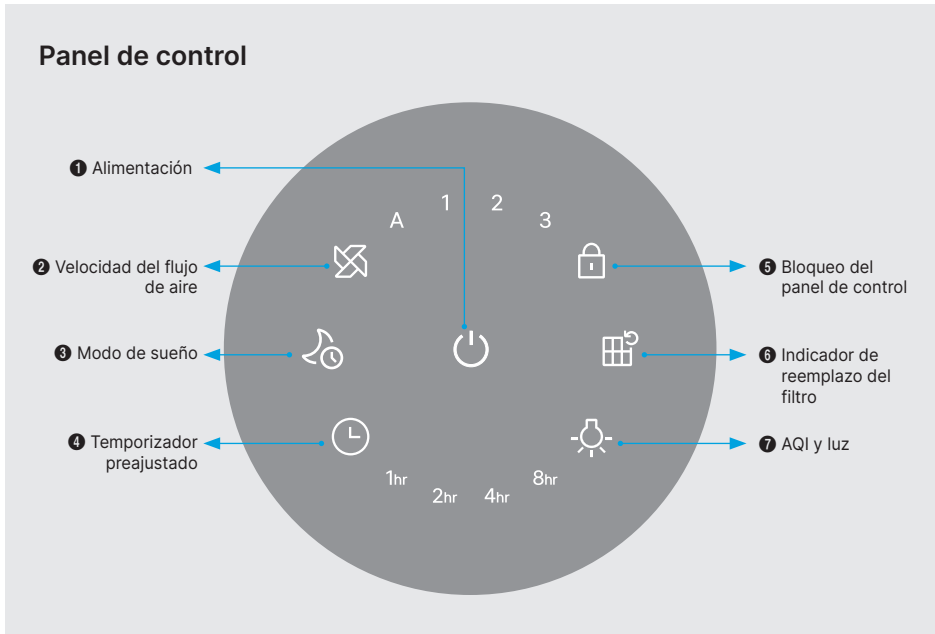 Panel de control
❶ Alimentación
❷ Velocidad del flujo
de aire
❸ Modo de sueño
❹ Temporizador
preajustado
A
1
2
3
1hr
2hr
4hr
8hr
❺ Bloqueo del
panel de control
❻ Indicador de
reemplazo del
filtro
❼ AQI y luz